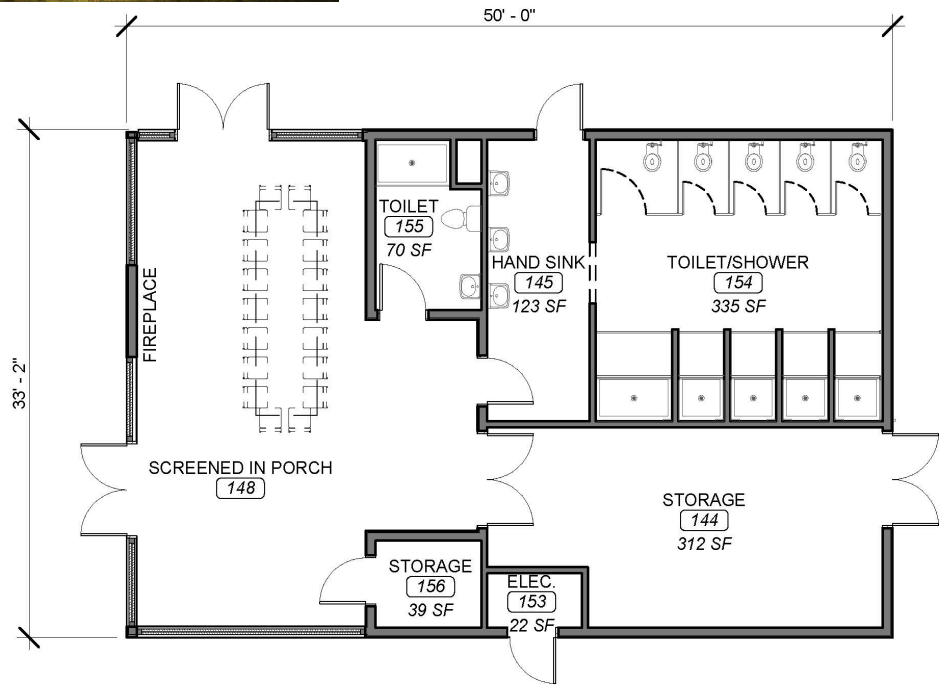 50' - 0"
33' - 2"
FIREPLACE
TOILET
155
70 SF
HAND SINK
145
123 SF
TOILET/SHOWER
154
335 SF
SCREENED IN PORCH
148
STORAGE
144
312 SF
STORAGE
156
39 SF
ELEC.
153
22 SF